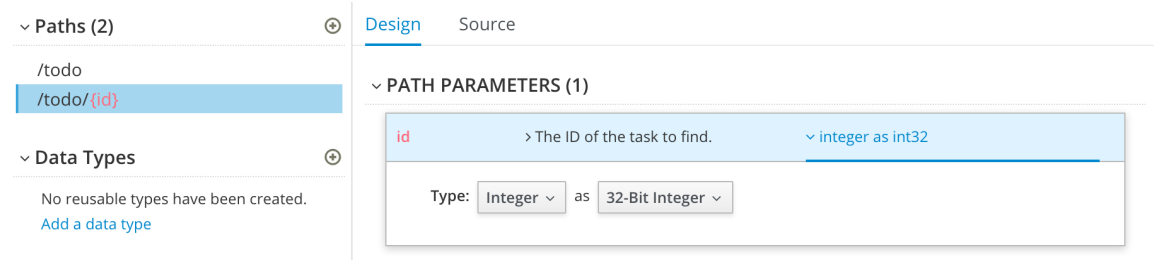 Paths (2)
/todo
/todo/{id}
Data Types
No reusable types have been created.
Add a data type
Design Source
PATH PARAMETERS (1)
id The ID of the task to find. integer as int32
Type: Integer as 32-Bit Integer